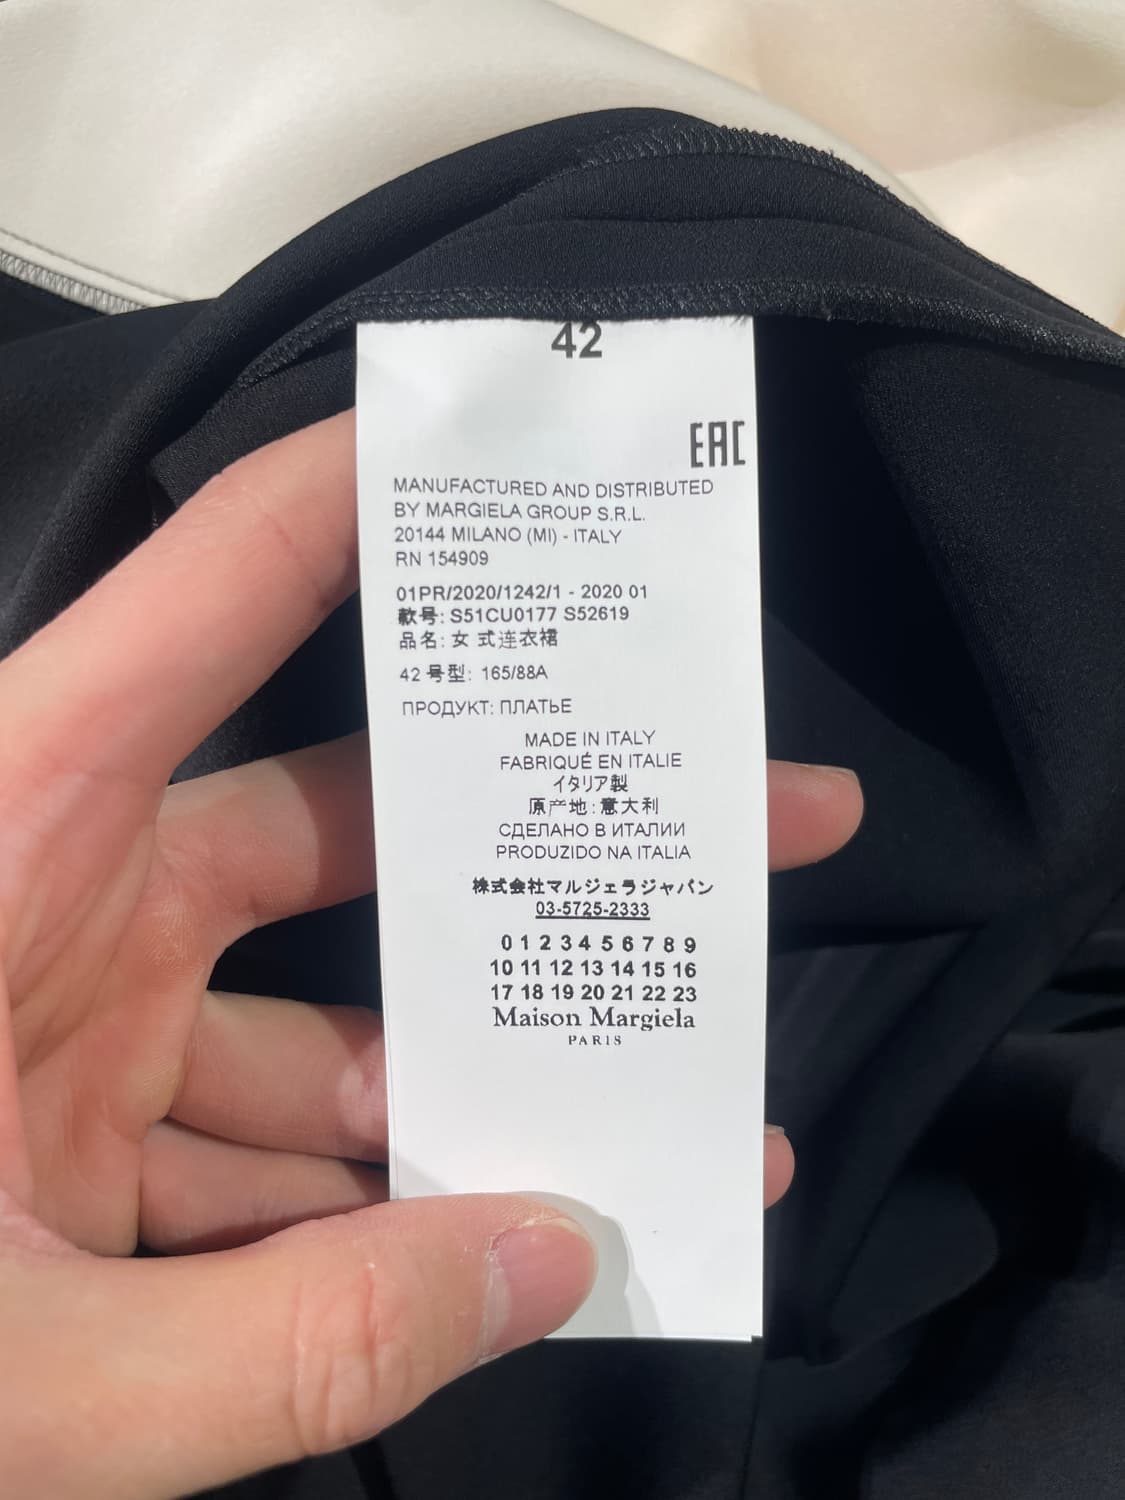 42
EAC
MANUFACTURED AND DISTRIBUTED
BY MARGIELA GROUP S.R.L.
20144 MILANO (MI) - ITALY
RN 154909
01PR/2020/1242/1 - 2020 01
款号: S51CU0177 S52619
品名: 女 式连衣裙
42 号型: 165/88A
ПРОДУКТ: ПЛАТЬЕ
MADE IN ITALY
FABRIQUÉ EN ITALIE
イタリア製
原产地:意大利
СДЕЛАНО В ИТАЛИИ
PRODUZIDO NA ITALIA
株式会社マルジェラジャパン
03-5725-2333
0 1 2 3 4 5 6 7 8 9
10 11 12 13 14 15 16
17 18 19 20 21 22 23
Maison Margiela
PARIS